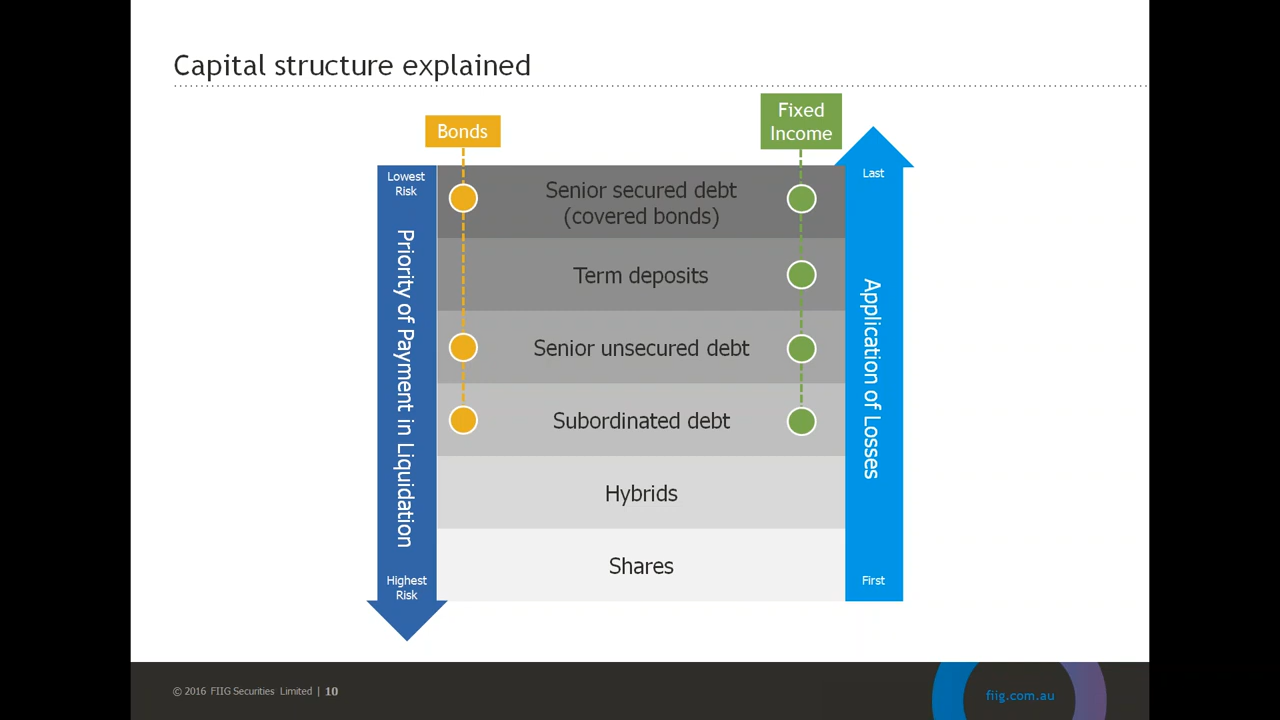 Capital structure explained
Bonds
Fixed
Income
Lowest
Risk
Priority of Payment in Liquidation
Highest
Risk
Senior secured debt
(covered bonds)
Term deposits
Senior unsecured debt
Subordinated debt
Hybrids
Shares
Last
Application of Losses
First
© 2016 FIIG Securities Limited | 10
fiig.com.au